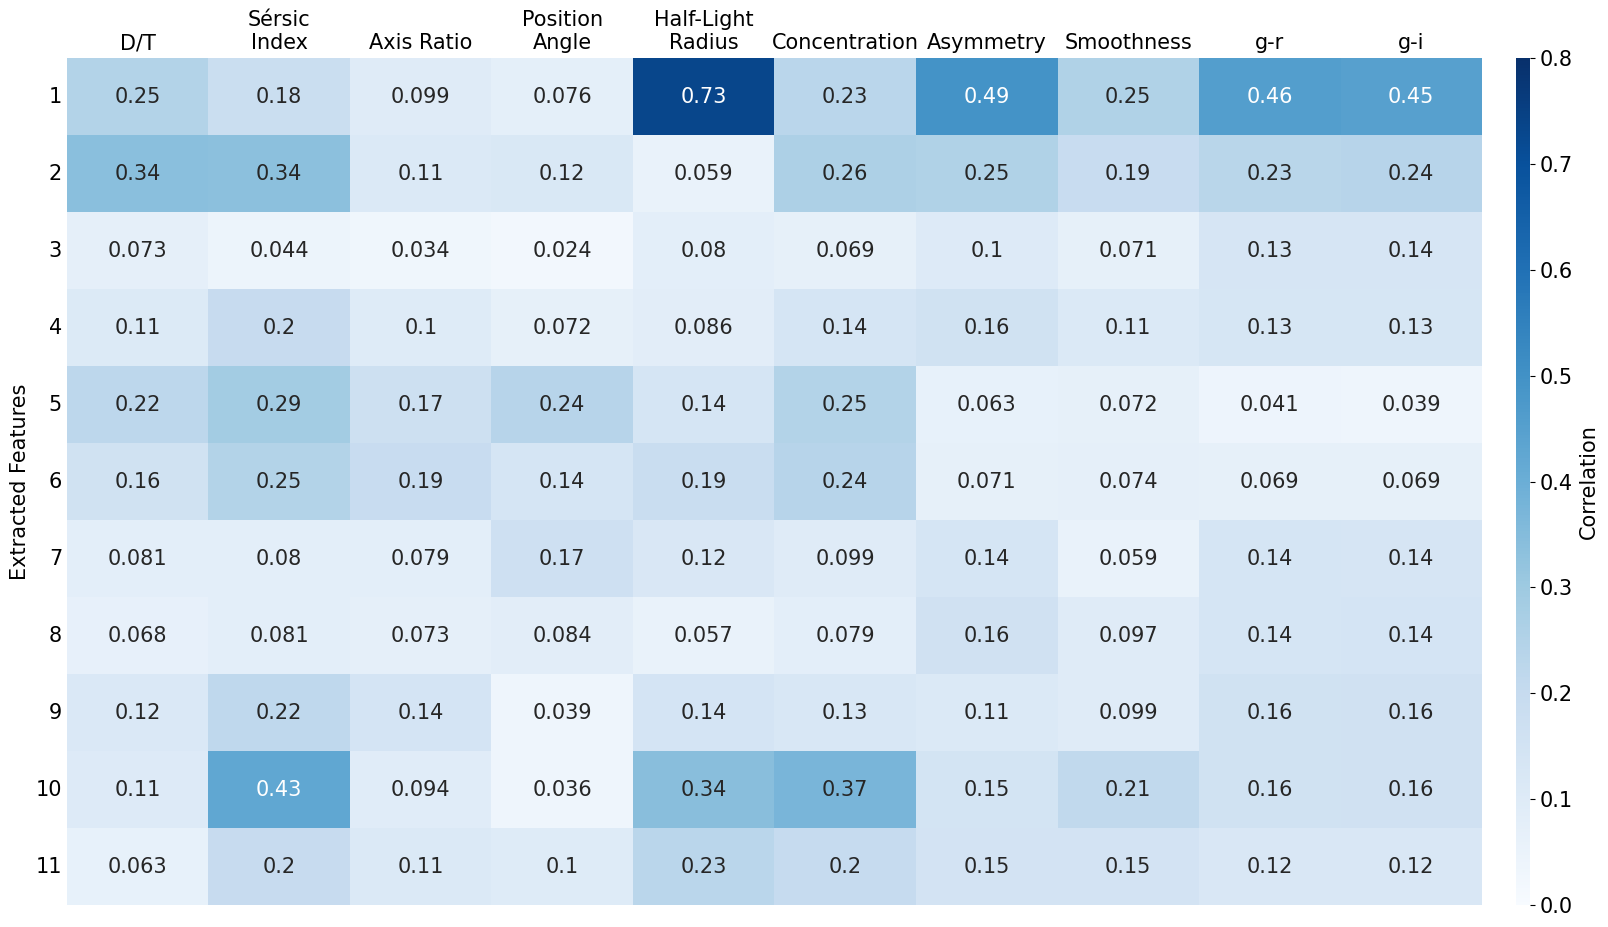 Sérsic Position Half-Light
D/T Index Axis Ratio Angle Radius Concentration Asymmetry Smoothness g-r g-i
1 0.25 0.18 0.099 0.076 0.73 0.23 0.49 0.25 0.46 0.45
2 0.34 0.34 0.11 0.12 0.059 0.26 0.25 0.19 0.23 0.24
3 0.073 0.044 0.034 0.024 0.08 0.069 0.1 0.071 0.13 0.14
4 0.11 0.2 0.1 0.072 0.086 0.14 0.16 0.11 0.13 0.13
5 0.22 0.29 0.17 0.24 0.14 0.25 0.063 0.072 0.041 0.039
6 0.16 0.25 0.19 0.14 0.19 0.24 0.071 0.074 0.069 0.069
7 0.081 0.08 0.079 0.17 0.12 0.099 0.14 0.059 0.14 0.14
8 0.068 0.081 0.073 0.084 0.057 0.079 0.16 0.097 0.14 0.14
9 0.12 0.22 0.14 0.039 0.14 0.13 0.11 0.099 0.16 0.16
10 0.11 0.43 0.094 0.036 0.34 0.37 0.15 0.21 0.16 0.16
11 0.063 0.2 0.11 0.1 0.23 0.2 0.15 0.15 0.12 0.12
Extracted Features
0.8
0.7
0.6
0.5
0.4
0.3
0.2
0.1
0.0
Correlation